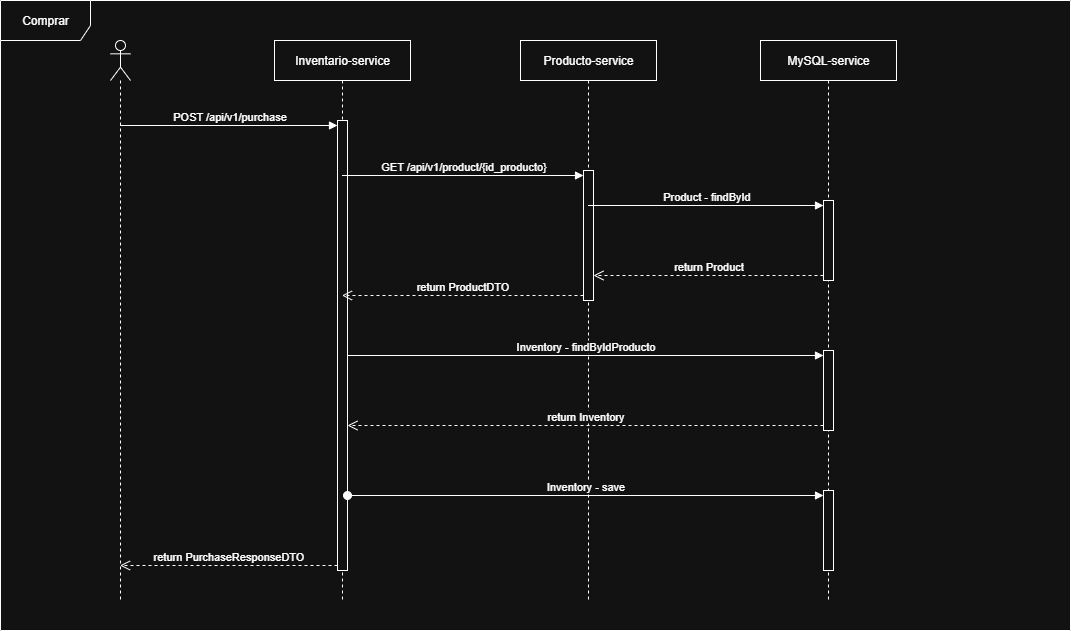 Comprar
Inventario-service
Producto-service
MySQL-service
POST /api/v1/purchase
GET /api/v1/product/{id_producto}
Product - findById
return Product
return ProductDTO
Inventory - findByIdProducto
return Inventory
Inventory - save
return PurchaseResponseDTO